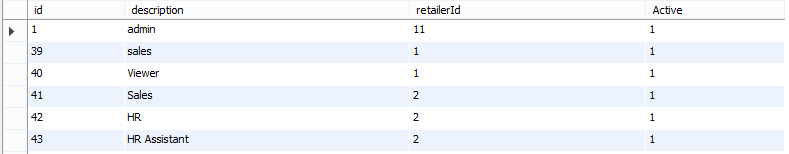 id description retailerId Active
1 admin 11 1
39 sales 1 1
40 Viewer 1 1
41 Sales 2 1
42 HR 2 1
43 HR Assistant 2 1